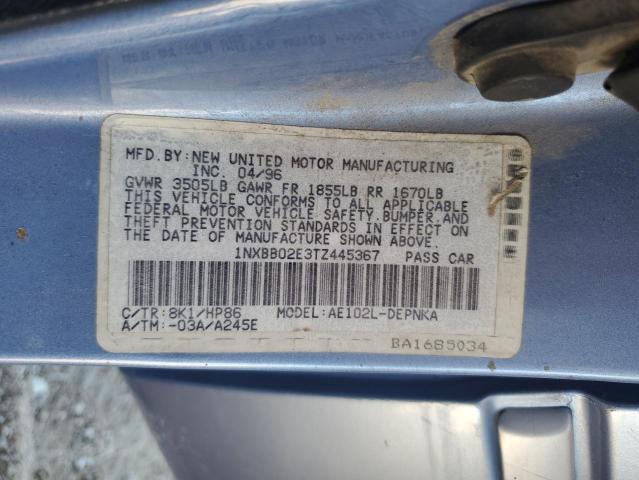 MFD.BY:NEW UNITED MOTOR MANUFACTURING
INC. 04/96
GVWR 3505LB GAWR FR 1855LB RR 1670LB
THIS VEHICLE CONFORMS TO ALL APPLICABLE
FEDERAL MOTOR VEHICLE SAFETY,BUMPER,AND
THEFT PREVENTION STANDARDS IN EFFECT ON
THE DATE OF MANUFACTURE SHOWN ABOVE.
1NXBB02E3TZ445367 PASS CAR
C/TR:8K1/HP86 MODEL:AE102L-DEPNKA
A/TM:-03A/A245E
BA1685034